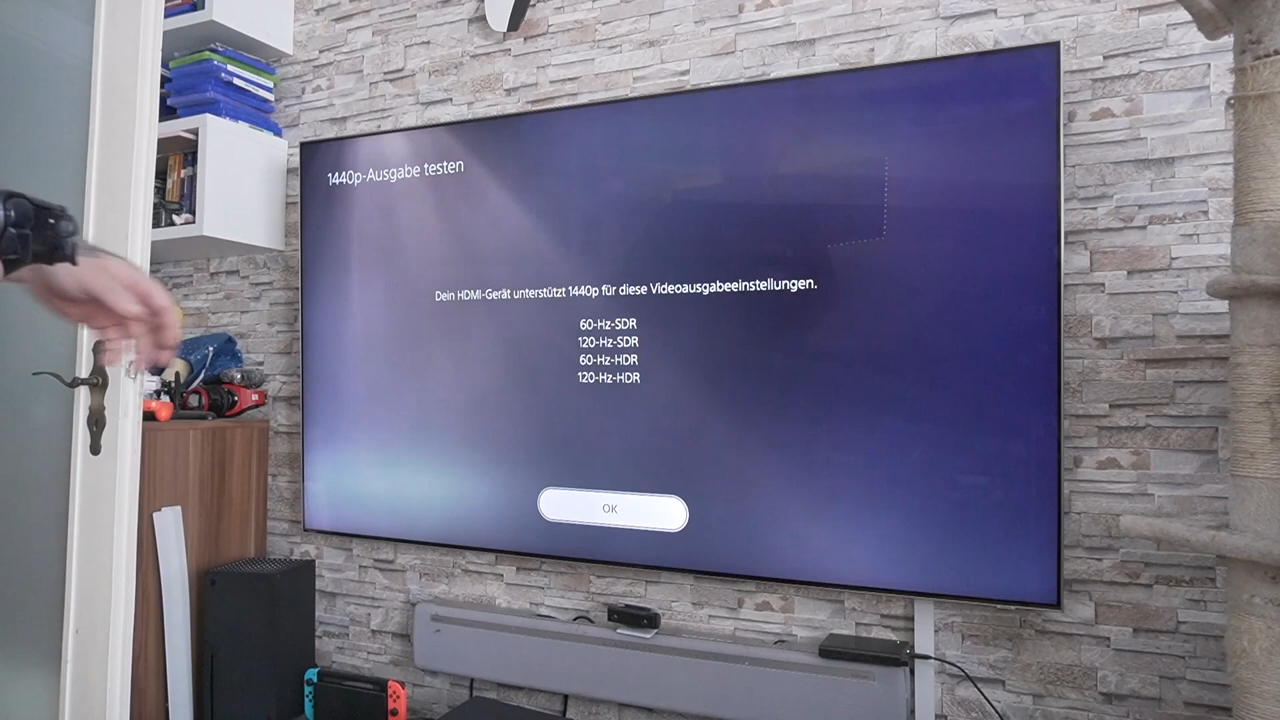 1440p-Ausgabe testen
Dein HDMI-Gerät unterstützt 1440p für diese Videoausgabeeinstellungen.
60-Hz-SDR
120-Hz-SDR
60-Hz-HDR
120-Hz-HDR
OK